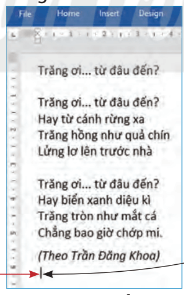 File Home Insert Design
Trăng ơi... từ đâu đến?
Trăng ơi... từ đâu đến?
Hay từ cánh rừng xa
Trăng hồng như quả chín
Lửng lơ lên trước nhà
Trăng ơi... từ đâu đến?
Hay biển xanh diệu kì
Trăng tròn như mắt cá
Chẳng bao giờ chớp mi.
(Theo Trần Đăng Khoa)